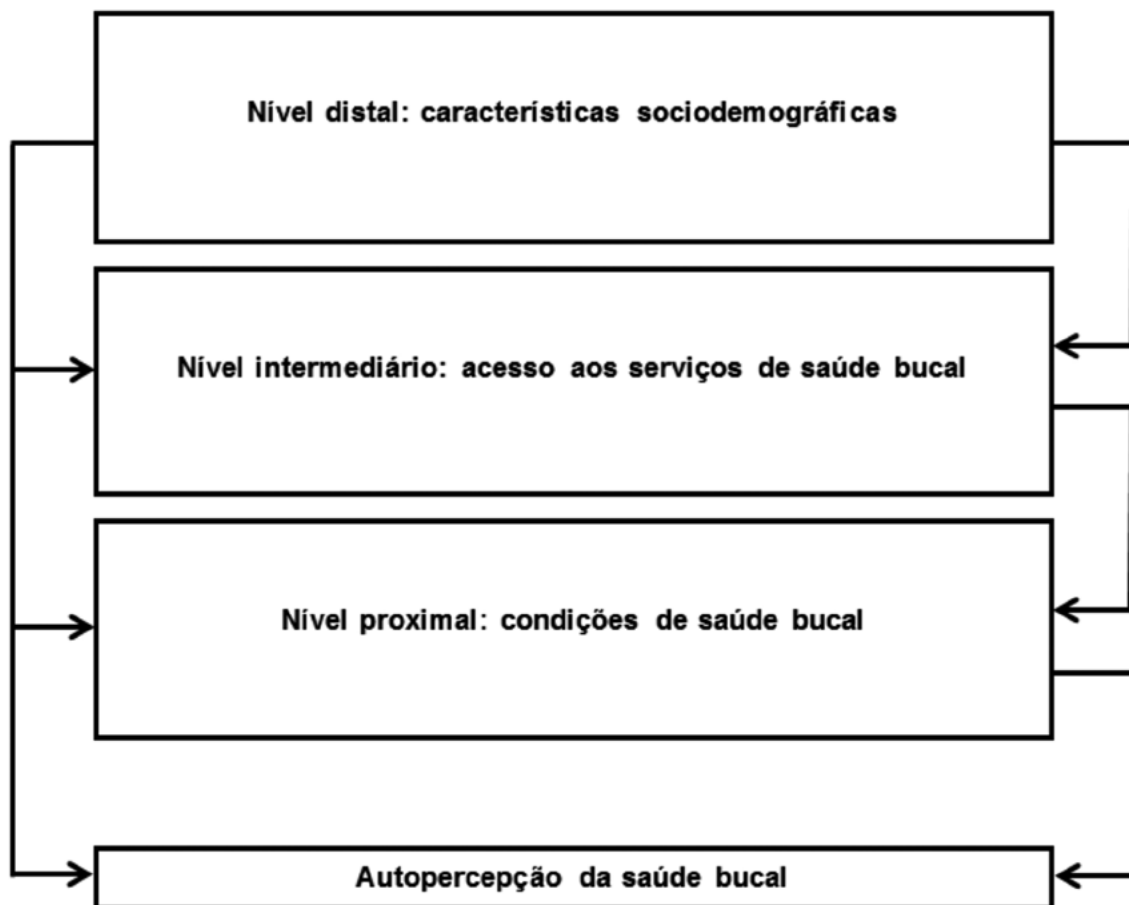 Nível distal: característísticas sociodemográficas
Nível intermediário: acesso aos serviços de saúde bucal
Nível proximal: condições de saúde bucal
Autopercepção da saúde bucal